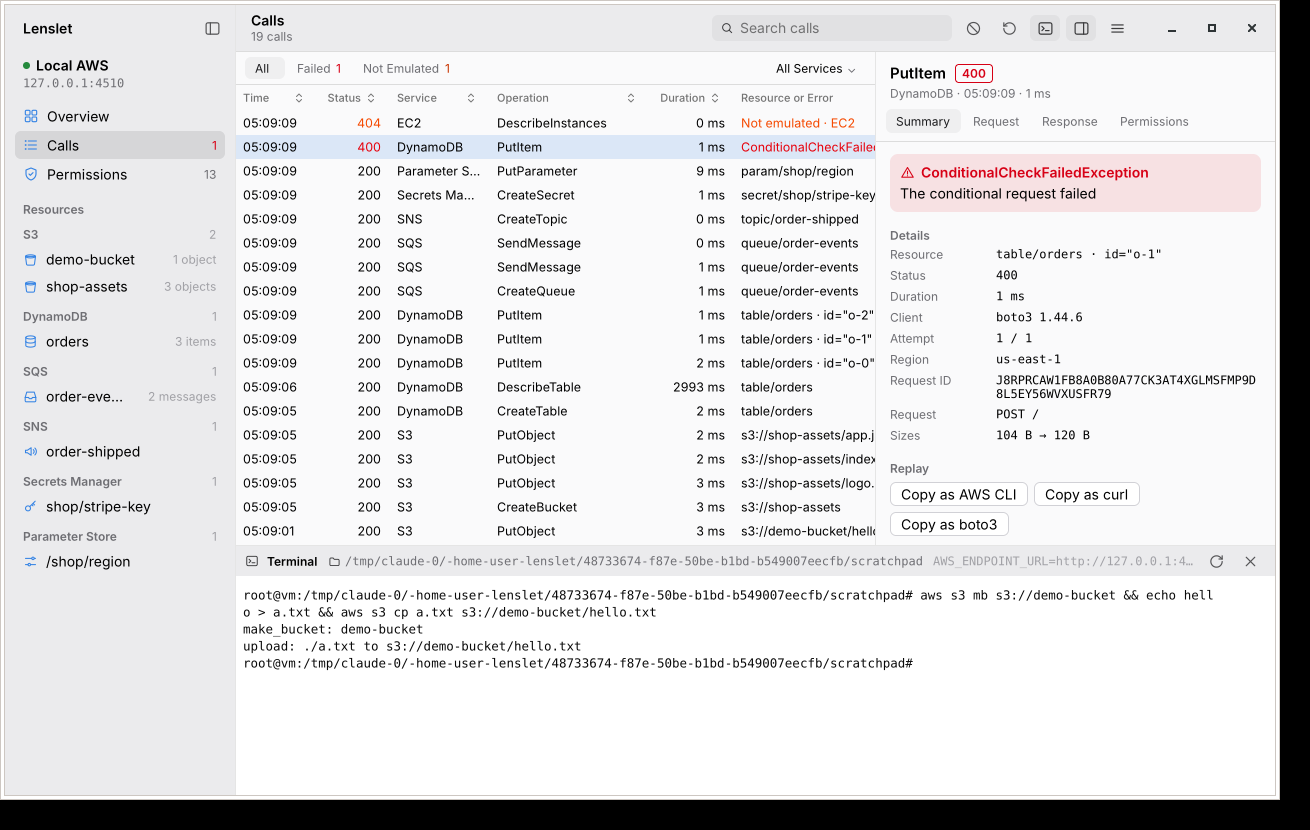 Lenslet
Local AWS
127.0.0.1:4510
Overview
Calls 1
Permissions 13
Resources
S3 2
demo-bucket 1 object
shop-assets 3 objects
DynamoDB 1
orders 3 items
SQS 1
order-eve... 2 messages
SNS 1
order-shipped
Secrets Manager 1
shop/stripe-key
Parameter Store 1
/shop/region
Calls
19 calls
Search calls
All Failed 1 Not Emulated 1 All Services
Time Status Service Operation Duration Resource or Error
05:09:09 404 EC2 DescribeInstances 0 ms Not emulated · EC2
05:09:09 400 DynamoDB PutItem 1 ms ConditionalCheckFailed
05:09:09 200 Parameter S... PutParameter 9 ms param/shop/region
05:09:09 200 Secrets Ma... CreateSecret 1 ms secret/shop/stripe-key
05:09:09 200 SNS CreateTopic 0 ms topic/order-shipped
05:09:09 200 SQS SendMessage 0 ms queue/order-events
05:09:09 200 SQS SendMessage 1 ms queue/order-events
05:09:09 200 SQS CreateQueue 1 ms queue/order-events
05:09:09 200 DynamoDB PutItem 1 ms table/orders · id="o-2"
05:09:09 200 DynamoDB PutItem 1 ms table/orders · id="o-1"
05:09:09 200 DynamoDB PutItem 2 ms table/orders · id="o-0"
05:09:06 200 DynamoDB DescribeTable 2993 ms table/orders
05:09:05 200 DynamoDB CreateTable 2 ms table/orders
05:09:05 200 S3 PutObject 2 ms s3://shop-assets/app.j
05:09:05 200 S3 PutObject 2 ms s3://shop-assets/index
05:09:05 200 S3 PutObject 3 ms s3://shop-assets/logo.
05:09:05 200 S3 CreateBucket 3 ms s3://shop-assets
05:09:01 200 S3 PutObject 3 ms s3://demo-bucket/hello
PutItem 400
DynamoDB · 05:09:09 · 1 ms
Summary Request Response Permissions
ConditionalCheckFailedException
The conditional request failed
Details
Resource table/orders · id="o-1"
Status 400
Duration 1 ms
Client boto3 1.44.6
Attempt 1 / 1
Region us-east-1
Request ID J8RPRCAW1FB8A0B80A77CK3AT4XGLMSFMP9D
8L5EY56WVXUSFR79
Request POST /
Sizes 104 B → 120 B
Replay
Copy as AWS CLI Copy as curl
Copy as boto3
Terminal /tmp/claude-0/-home-user-lenslet/48733674-f87e-50be-b1bd-b549007eecfb/scratchpad AWS_ENDPOINT_URL=http://127.0.0.1:4...
root@vm:/tmp/claude-0/-home-user-lenslet/48733674-f87e-50be-b1bd-b549007eecfb/scratchpad# aws s3 mb s3://demo-bucket && echo hell
o > a.txt && aws s3 cp a.txt s3://demo-bucket/hello.txt
make_bucket: demo-bucket
upload: ./a.txt to s3://demo-bucket/hello.txt
root@vm:/tmp/claude-0/-home-user-lenslet/48733674-f87e-50be-b1bd-b549007eecfb/scratchpad#